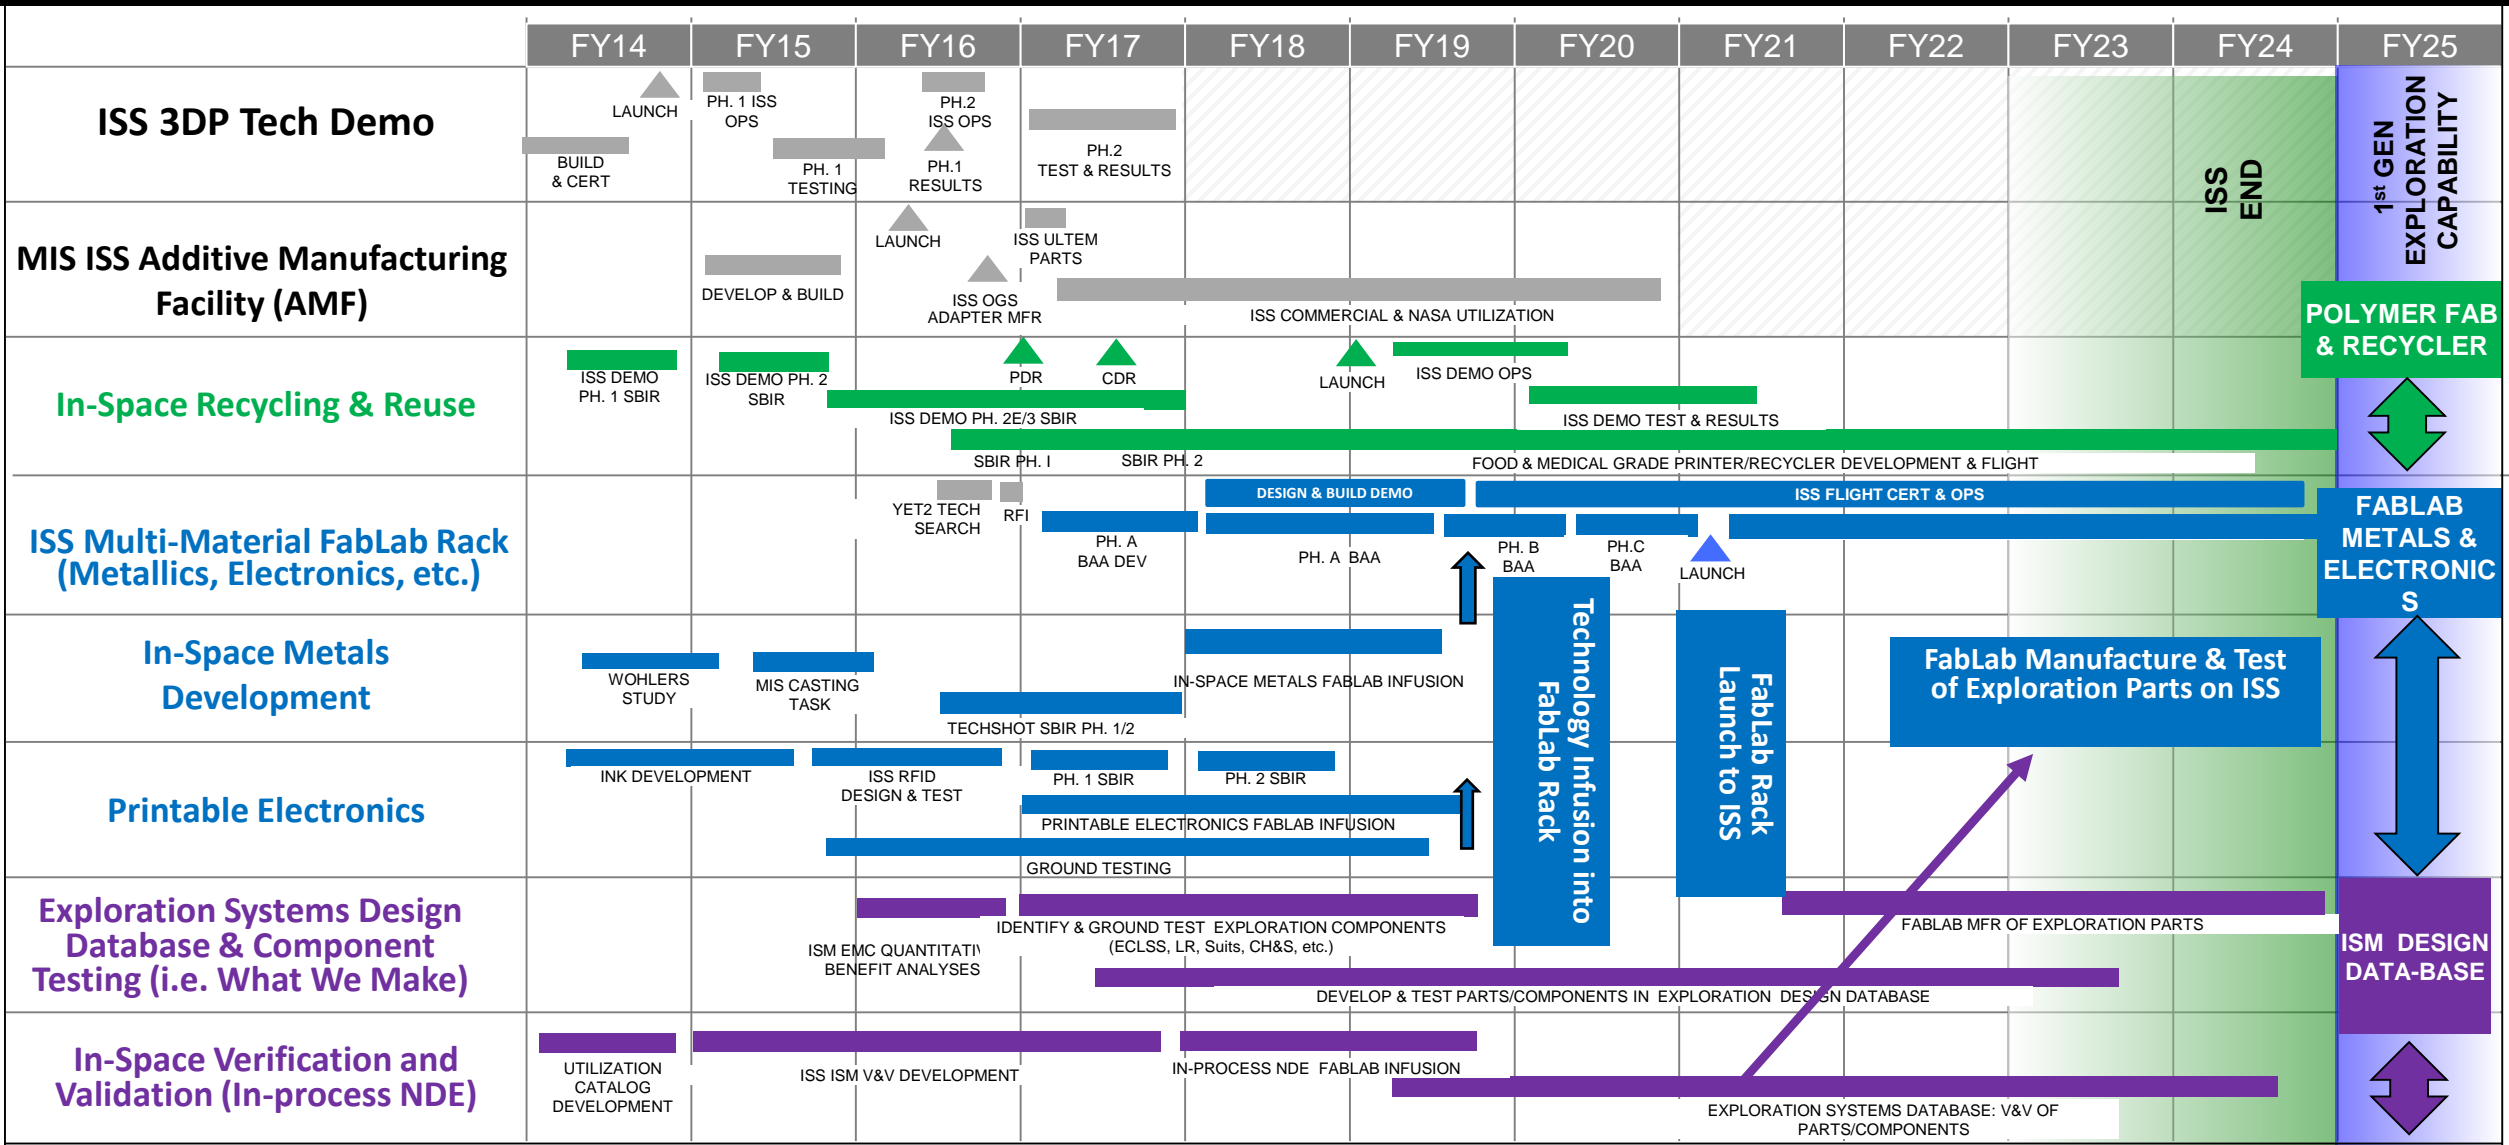 FY14
FY15
FY16
FY17
FY18
FY19
FY20
FY21
FY22
FY23
FY24
FY25
ISS 3DP Tech Demo
LAUNCH
BUILD
& CERT
PH. 1 ISS
OPS
PH. 1
TESTING
PH.2
ISS OPS
PH.1
RESULTS
PH.2
TEST & RESULTS
ISS
END
1st GEN
EXPLORATION
CAPABILITY
MIS ISS Additive Manufacturing
Facility (AMF)
DEVELOP & BUILD
LAUNCH
ISS OGS
ADAPTER MFR
ISS ULTEM
PARTS
ISS COMMERCIAL & NASA UTILIZATION
POLYMER FAB
& RECYCLER
In-Space Recycling & Reuse
ISS DEMO
PH. 1 SBIR
ISS DEMO PH. 2
SBIR
PDR
CDR
ISS DEMO PH. 2E/3 SBIR
LAUNCH
ISS DEMO OPS
ISS DEMO TEST & RESULTS
SBIR PH. I
SBIR PH. 2
FOOD & MEDICAL GRADE PRINTER/RECYCLER DEVELOPMENT & FLIGHT
ISS Multi-Material FabLab Rack
(Metallics, Electronics, etc.)
YET2 TECH
SEARCH
RFI
PH. A
BAA DEV
DESIGN & BUILD DEMO
PH. A BAA
ISS FLIGHT CERT & OPS
PH. B
BAA
PH.C
BAA
LAUNCH
FABLAB
METALS &
ELECTRONIC
S
In-Space Metals
Development
WOHLERS
STUDY
MIS CASTING
TASK
TECHSHOT SBIR PH. 1/2
IN-SPACE METALS FABLAB INFUSION
Technology Infusion into
FabLab Rack
FabLab Rack
Launch to ISS
FabLab Manufacture & Test
of Exploration Parts on ISS
Printable Electronics
INK DEVELOPMENT
ISS RFID
DESIGN & TEST
PH. 1 SBIR
PH. 2 SBIR
PRINTABLE ELECTRONICS FABLAB INFUSION
GROUND TESTING
Exploration Systems Design
Database & Component
Testing (i.e. What We Make)
ISM EMC QUANTITATIV
BENEFIT ANALYSES
IDENTIFY & GROUND TEST EXPLORATION COMPONENTS
(ECLSS, LR, Suits, CH&S, etc.)
FABLAB MFR OF EXPLORATION PARTS
DEVELOP & TEST PARTS/COMPONENTS IN EXPLORATION DESIGN DATABASE
ISM DESIGN
DATA-BASE
In-Space Verification and
Validation (In-process NDE)
UTILIZATION
CATALOG
DEVELOPMENT
ISS ISM V&V DEVELOPMENT
IN-PROCESS NDE FABLAB INFUSION
EXPLORATION SYSTEMS DATABASE: V&V OF
PARTS/COMPONENTS